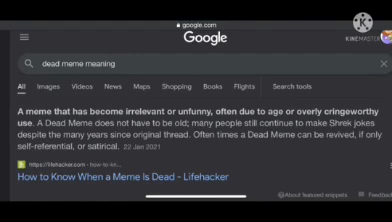 google.com
KINEMASTER
Google
dead meme meaning
All Images Videos News Maps Shopping Books Flights Search tools
A meme that has become irrelevant or unfunny, often due to age or overly cringeworthy
use. A Dead Meme does not have to be old; many people still continue to make Shrek jokes
despite the many years since original thread. Often times a Dead Meme can be revived, if only
self-referential, or satirical. 22 Jan 2021
https://lifehacker.com › how-to-kn...
How to Know When a Meme Is Dead - Lifehacker
About featured snippets Feedback